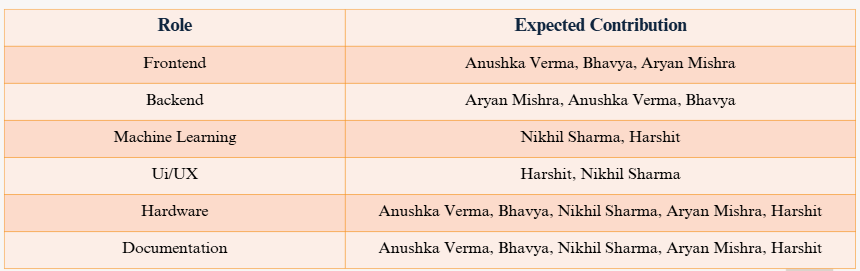 Role Expected Contribution
Frontend Anushka Verma, Bhavya, Aryan Mishra
Backend Aryan Mishra, Anushka Verma, Bhavya
Machine Learning Nikhil Sharma, Harshit
Ui/UX Harshit, Nikhil Sharma
Hardware Anushka Verma, Bhavya, Nikhil Sharma, Aryan Mishra, Harshit
Documentation Anushka Verma, Bhavya, Nikhil Sharma, Aryan Mishra, Harshit